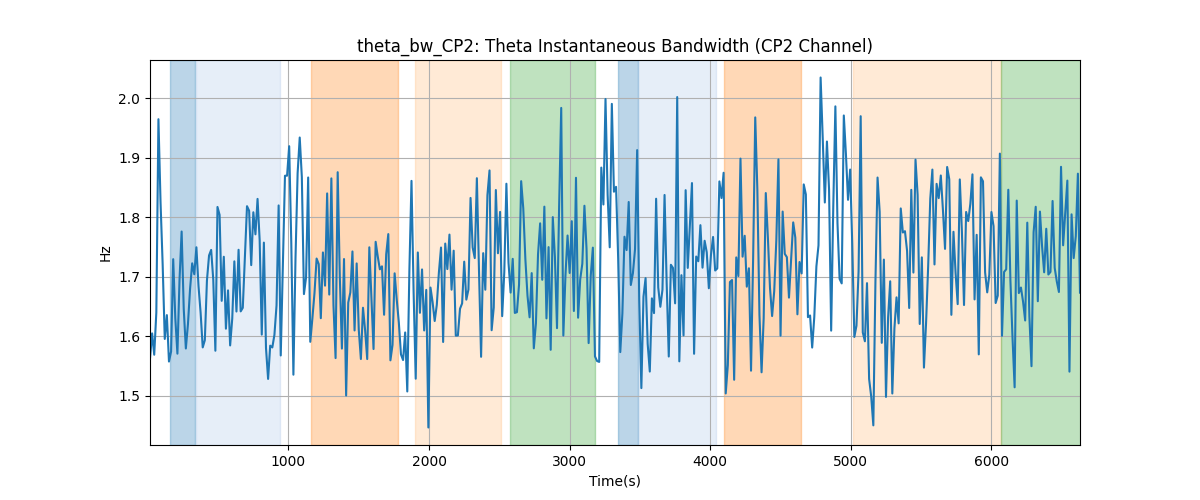 theta_bw_CP2: Theta Instantaneous Bandwidth (CP2 Channel)
2.0
1.9
1.8
1.7
1.6
1.5
Hz
1000 2000 3000 4000 5000 6000
Time(s)